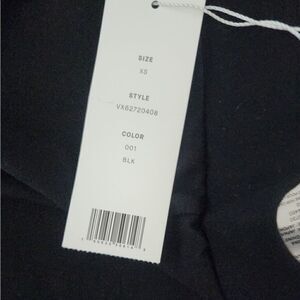 SIZE
XS
STYLE
VX62720408
COLOR
001
BLK